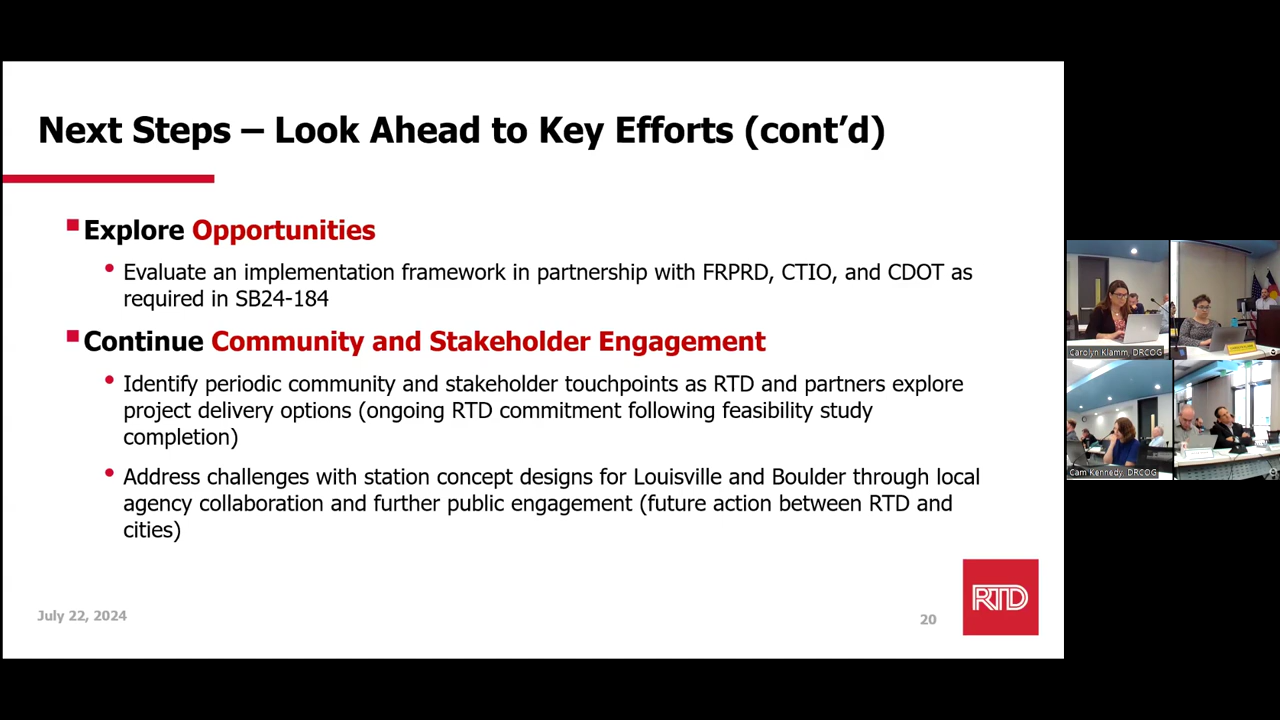 Next Steps – Look Ahead to Key Efforts (cont’d)
Explore Opportunities
Evaluate an implementation framework in partnership with FRPRD, CTIO, and CDOT as
required in SB24-184
Continue Community and Stakeholder Engagement
Identify periodic community and stakeholder touchpoints as RTD and partners explore
project delivery options (ongoing RTD commitment following feasibility study
completion)
Address challenges with station concept designs for Louisville and Boulder through local
agency collaboration and further public engagement (future action between RTD and
cities)
July 22, 2024
20
RTD
Carolyn Klamm, DRCOG
Cam Kennedy, DRCOG